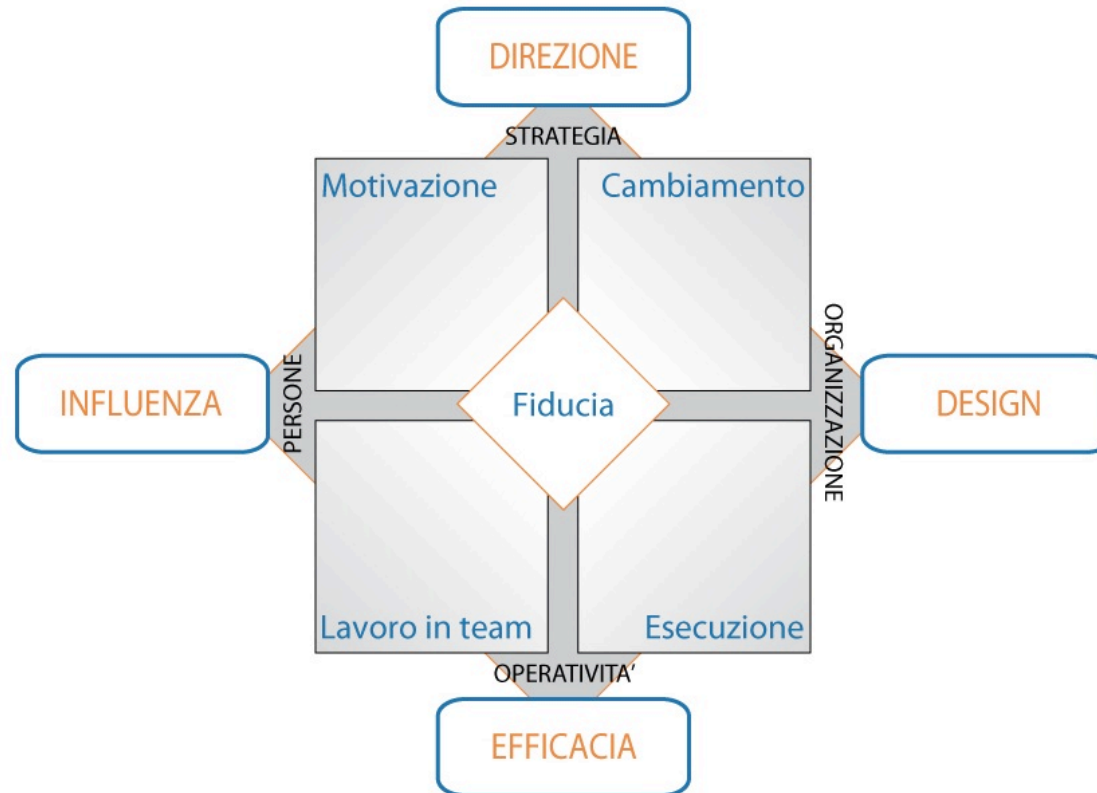 DIREZIONE
STRATEGIA
Motivazione
Cambiamento
INFLUENZA
PERSONE
Fiducia
ORGANIZZAZIONE
DESIGN
Lavoro in team
Esecuzione
OPERATIVITA’
EFFICACIA